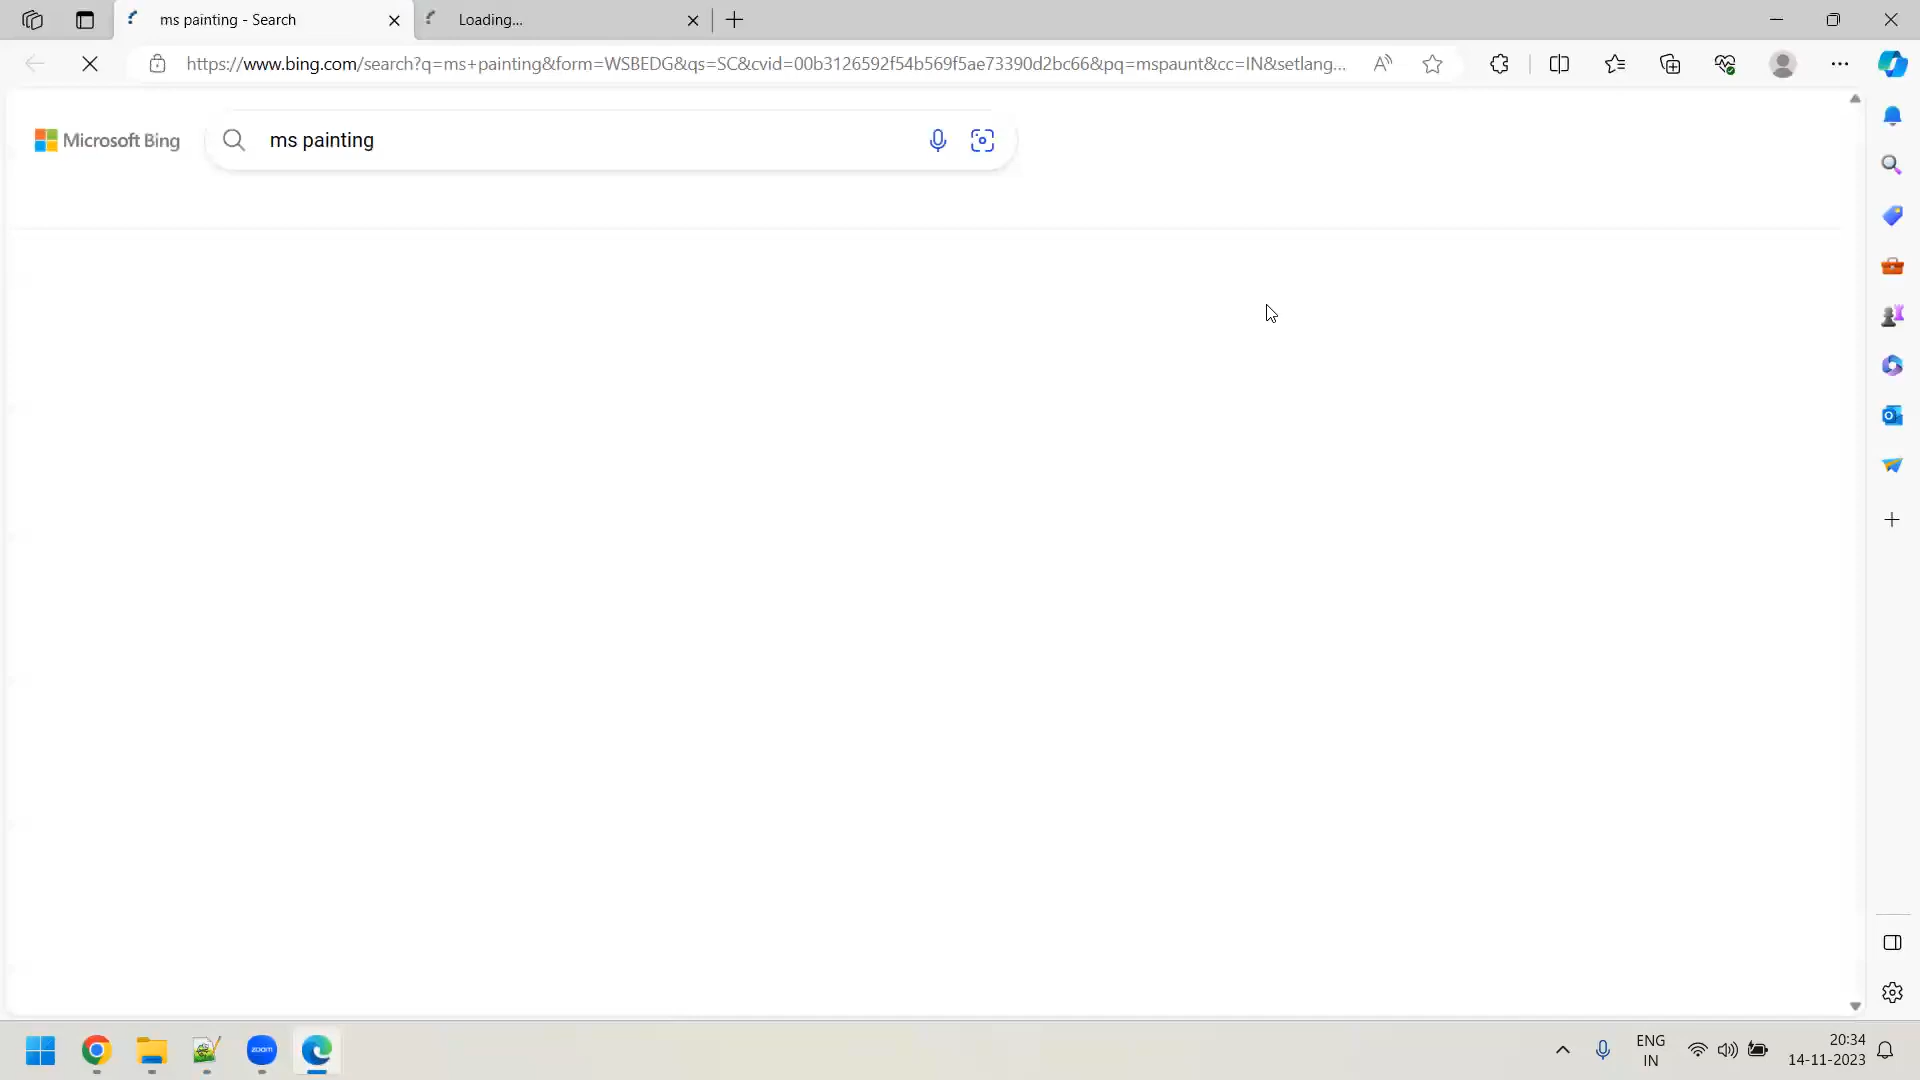 ms painting - Search
Loading...
https://www.bing.com/search?q=ms+painting&form=WSBEDG&qs=SC&cvid=00b3126592f54b569f5ae73390d2bc66&pq=mspaunt&cc=IN&setlang...
Microsoft Bing
ms painting
zoom
ENG
IN
20:34
14-11-2023